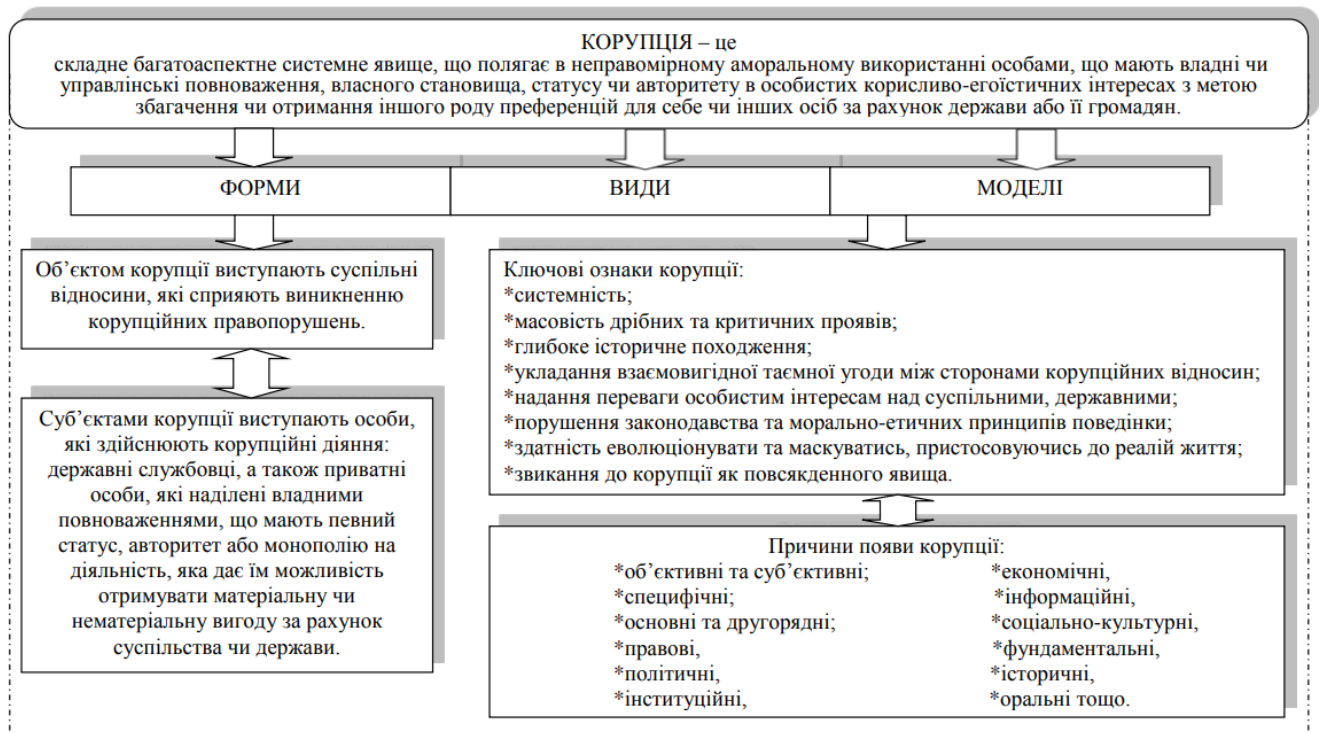 КОРУПЦІЯ – це
складне багатоаспектне системне явище, що полягає в неправомірному аморальному використанні особами, що мають владні чи
управлінські повноваження, власного становища, статусу чи авторитету в особистих корисливо-егоїстичних інтересах з метою
збагачення чи отримання іншого роду преференцій для себе чи інших осіб за рахунок держави або її громадян.
ФОРМИ
ВИДИ
МОДЕЛІ
Об’єктом корупції виступають суспільні
відносини, які сприяють виникненню
корупційних правопорушень.
Суб’єктами корупції виступають особи,
які здійснюють корупційні діяння:
державні службовці, а також приватні
особи, які наділені владними
повноваженнями, що мають певний
статус, авторитет або монополію на
діяльність, яка дає їм можливість
отримувати матеріальну чи
нематеріальну вигоду за рахунок
суспільства чи держави.
Ключові ознаки корупції:
*системність;
*масовість дрібних та критичних проявів;
*глибоке історичне походження;
*укладання взаємовигідної таємної угоди між сторонами корупційних відносин;
*надання переваги особистим інтересам над суспільними, державними;
*порушення законодавства та морально-етичних принципів поведінки;
*здатність еволюціонувати та маскуватись, пристосовуючись до реалій життя;
*звикання до корупції як повсякденного явища.
Причини появи корупції:
*об’єктивні та суб’єктивні;
*специфічні;
*основні та другорядні;
*правові,
*політичні,
*інституційні,
*економічні,
*інформаційні,
*соціально-культурні,
*фундаментальні,
*історичні,
*оральні тощо.